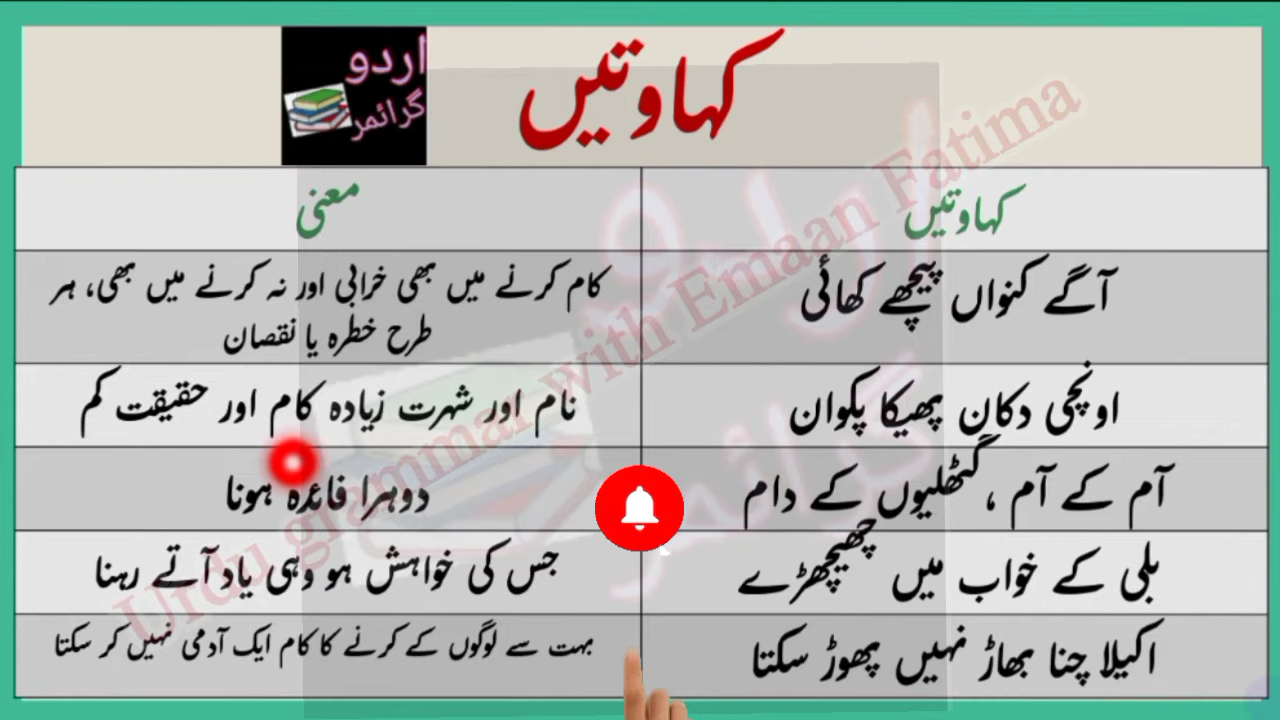 اردو
گرائمر
کہاوتیں
کہاوتیں
معنی
آگے کنواں پیچھے کھائی
کام کرنے میں بھی خرابی اور نہ کرنے میں بھی، ہر
طرح خطرہ یا نقصان
اونچی دکان پھیکا پکوان
نام اور شہرت زیادہ کام اور حقیقت کم
آم کے آم ، گٹھلیوں کے دام
دوہرا فائدہ ہونا
بلی کے خواب میں چھیچھڑے
جس کی خواہش ہو وہی یاد آتے رہنا
اکیلا چنا بھاڑ نہیں پھوڑ سکتا
بہت سے لوگوں کے کرنے کا کام ایک آدمی نہیں کر سکتا
Urdu grammar with Emaan Fatima
اردو
گرائمر